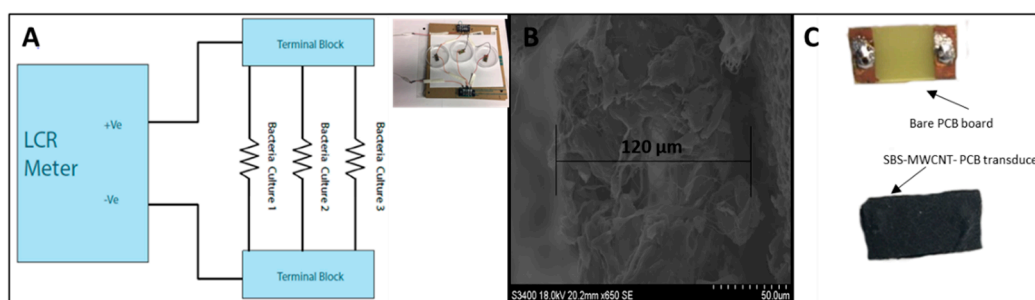 A
LCR
Meter
+Ve
-Ve
Terminal Block
Bacteria Culture 1
Bacteria Culture 2
Bacteria Culture 3
Terminal Block
B
120 μm
S3400 18.0kV 20.2mm x650 SE
50.0um
C
Bare PCB board
SBS-MWCNT- PCB transduce